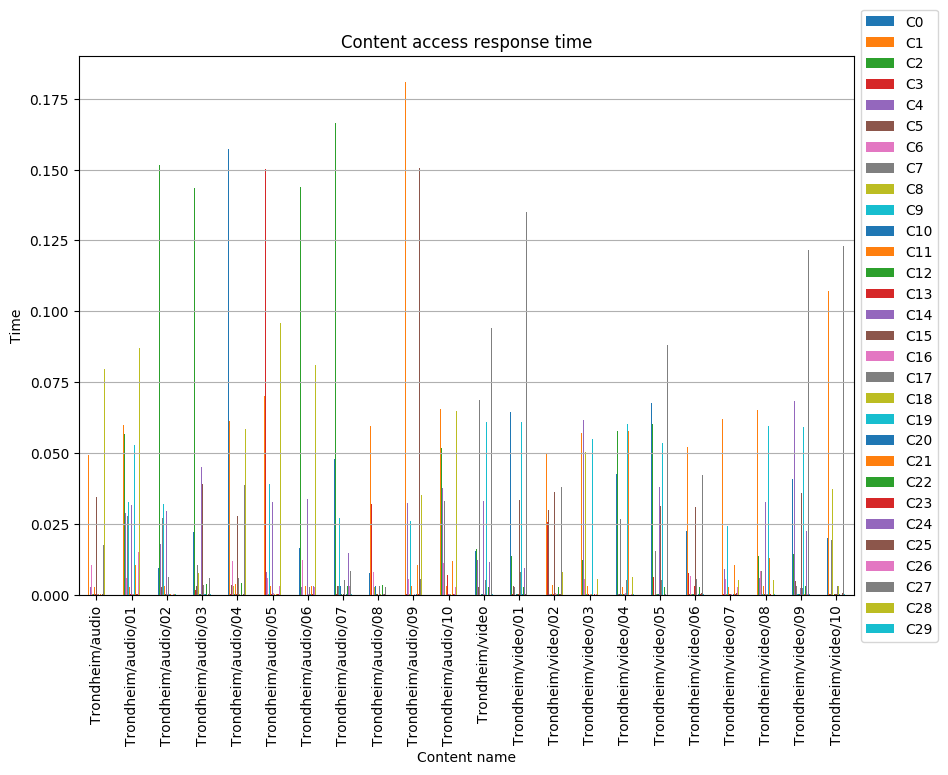 Content access response time
Time
0.175
0.150
0.125
0.100
0.075
0.050
0.025
0.000
Trondheim/audio
Trondheim/audio/01
Trondheim/audio/02
Trondheim/audio/03
Trondheim/audio/04
Trondheim/audio/05
Trondheim/audio/06
Trondheim/audio/07
Trondheim/audio/08
Trondheim/audio/09
Trondheim/audio/10
Trondheim/video
Trondheim/video/01
Trondheim/video/02
Trondheim/video/03
Trondheim/video/04
Trondheim/video/05
Trondheim/video/06
Trondheim/video/07
Trondheim/video/08
Trondheim/video/09
Trondheim/video/10
Content name
C0
C1
C2
C3
C4
C5
C6
C7
C8
C9
C10
C11
C12
C13
C14
C15
C16
C17
C18
C19
C20
C21
C22
C23
C24
C25
C26
C27
C28
C29